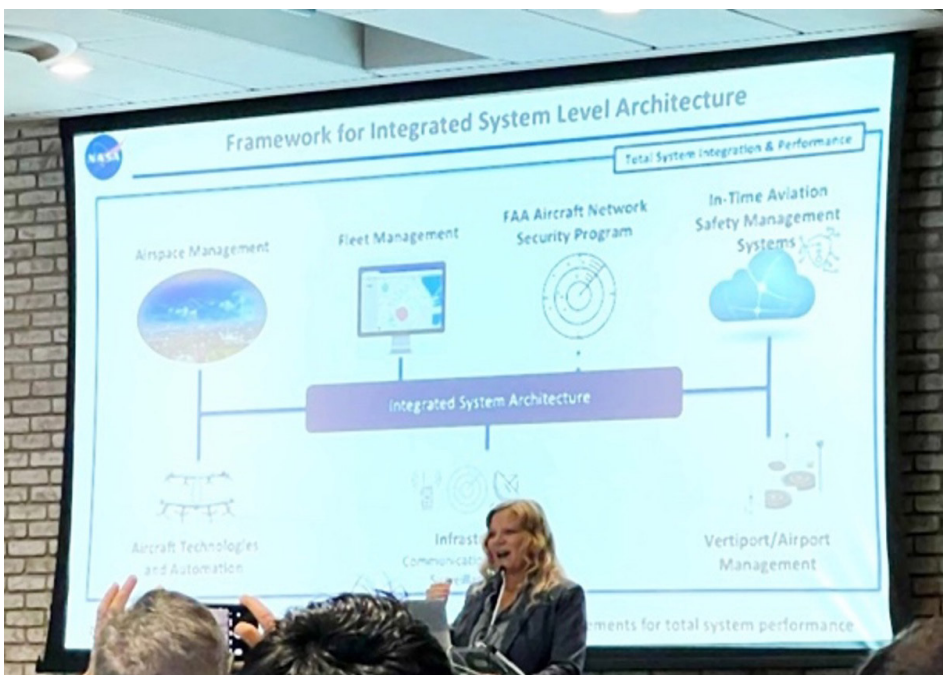 NASA
Framework for Integrated System Level Architecture
Total System Integration & Performance
Airspace Management
Fleet Management
FAA Aircraft Network
Security Program
In-Time Aviation
Safety Management
Systems
Integrated System Architecture
Aircraft Technologies
and Automation
Vertiport/Airport
Management
for total system performance